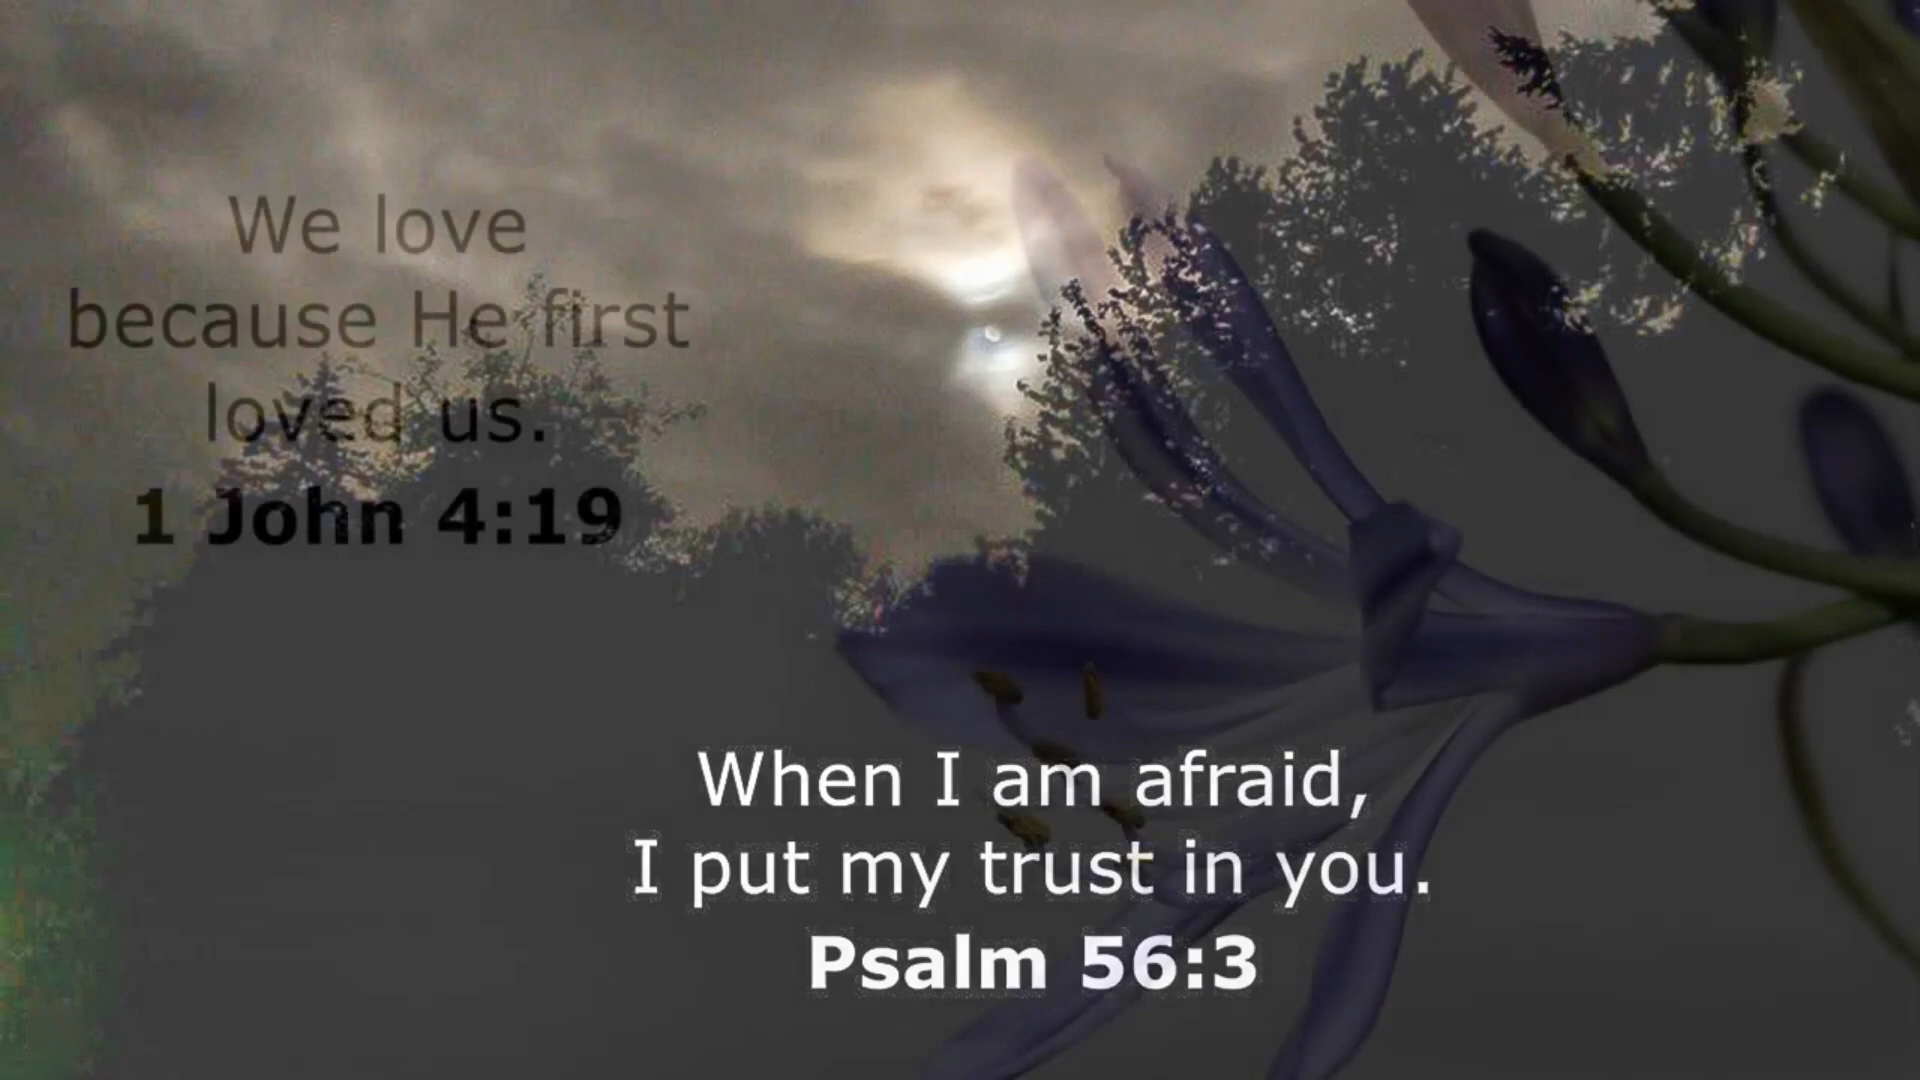 We love
because He first
loved us.
1 John 4:19
When I am afraid,
I put my trust in you.
Psalm 56:3